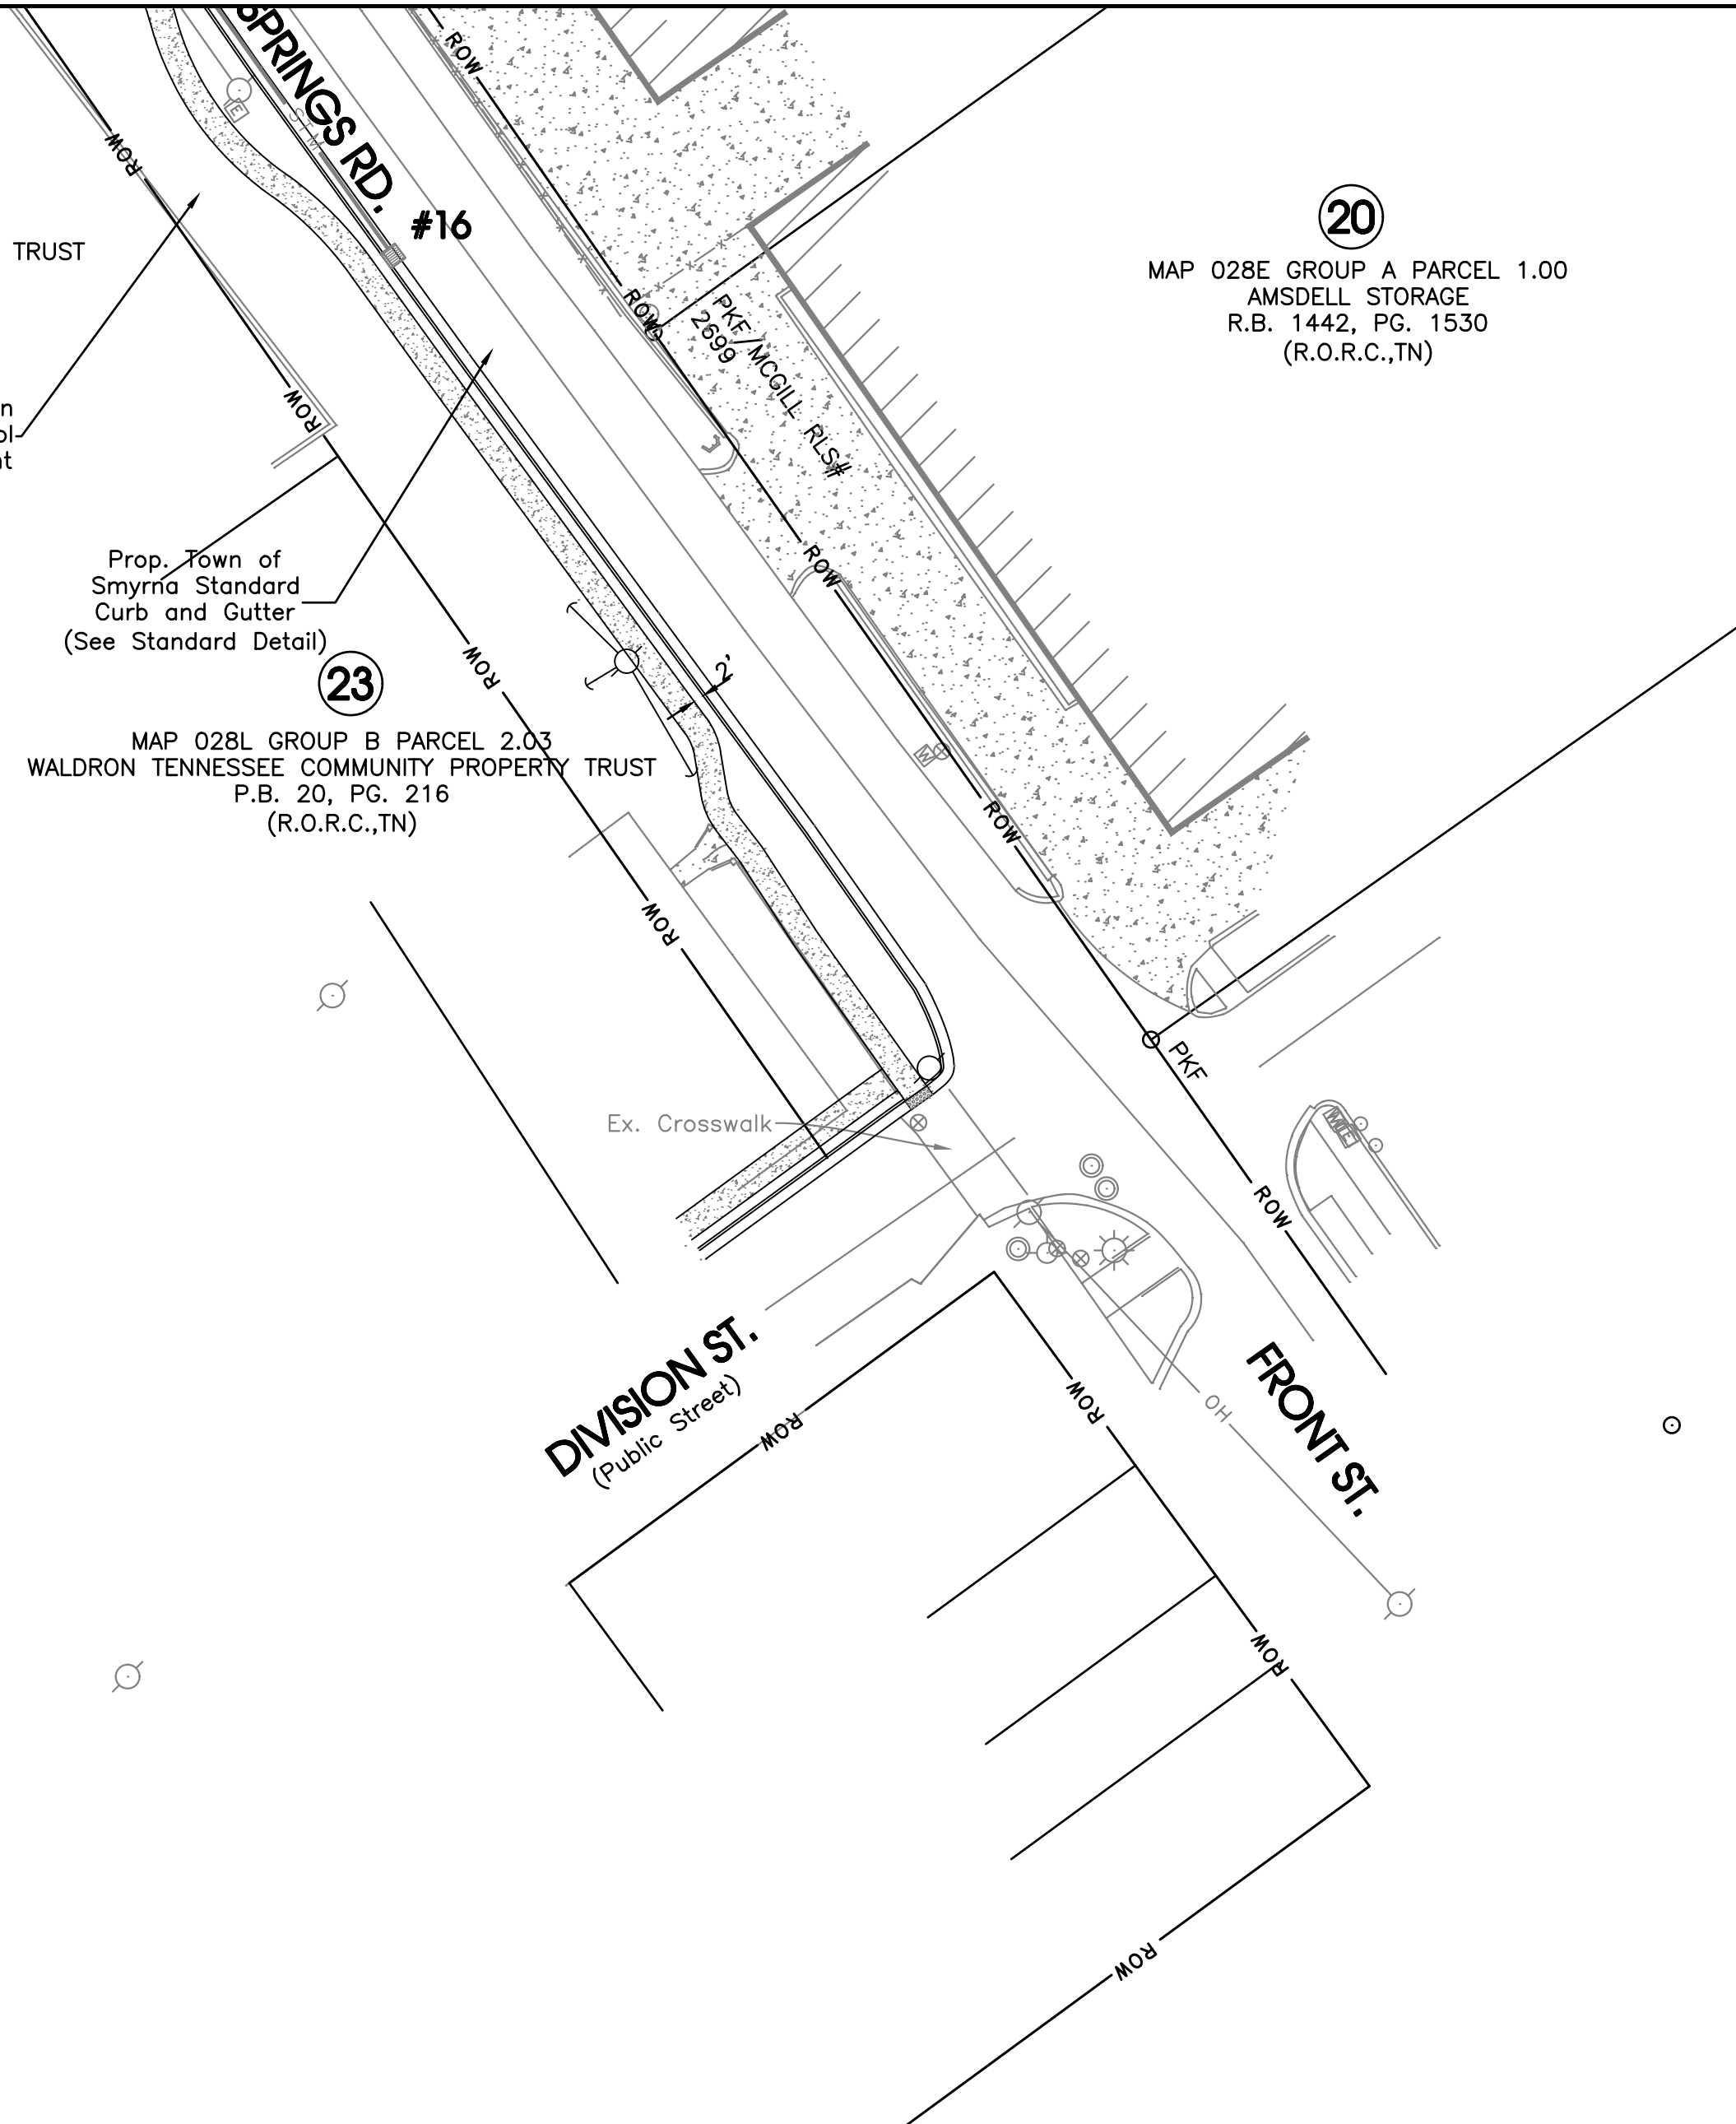 SPRINGS RD.
#16
STM
E
ROW
ROW
ROW
ROW
ROW
ROW
ROW
ROW
TRUST
20
MAP 028E GROUP A PARCEL 1.00
AMSDELL STORAGE
R.B. 1442, PG. 1530
(R.O.R.C.,TN)
PKF/MCGILL RLS#
2699
3
Prop. Town of
Smyrna Standard
Curb and Gutter
(See Standard Detail)
23
MAP 028L GROUP B PARCEL 2.03
WALDRON TENNESSEE COMMUNITY PROPERTY TRUST
P.B. 20, PG. 216
(R.O.R.C.,TN)
2'
W
PKF
Ex. Crosswalk
ROW
DIVISION ST.
(Public Street)
ROW
ROW
OH
FRONT ST.
ROW
ROW